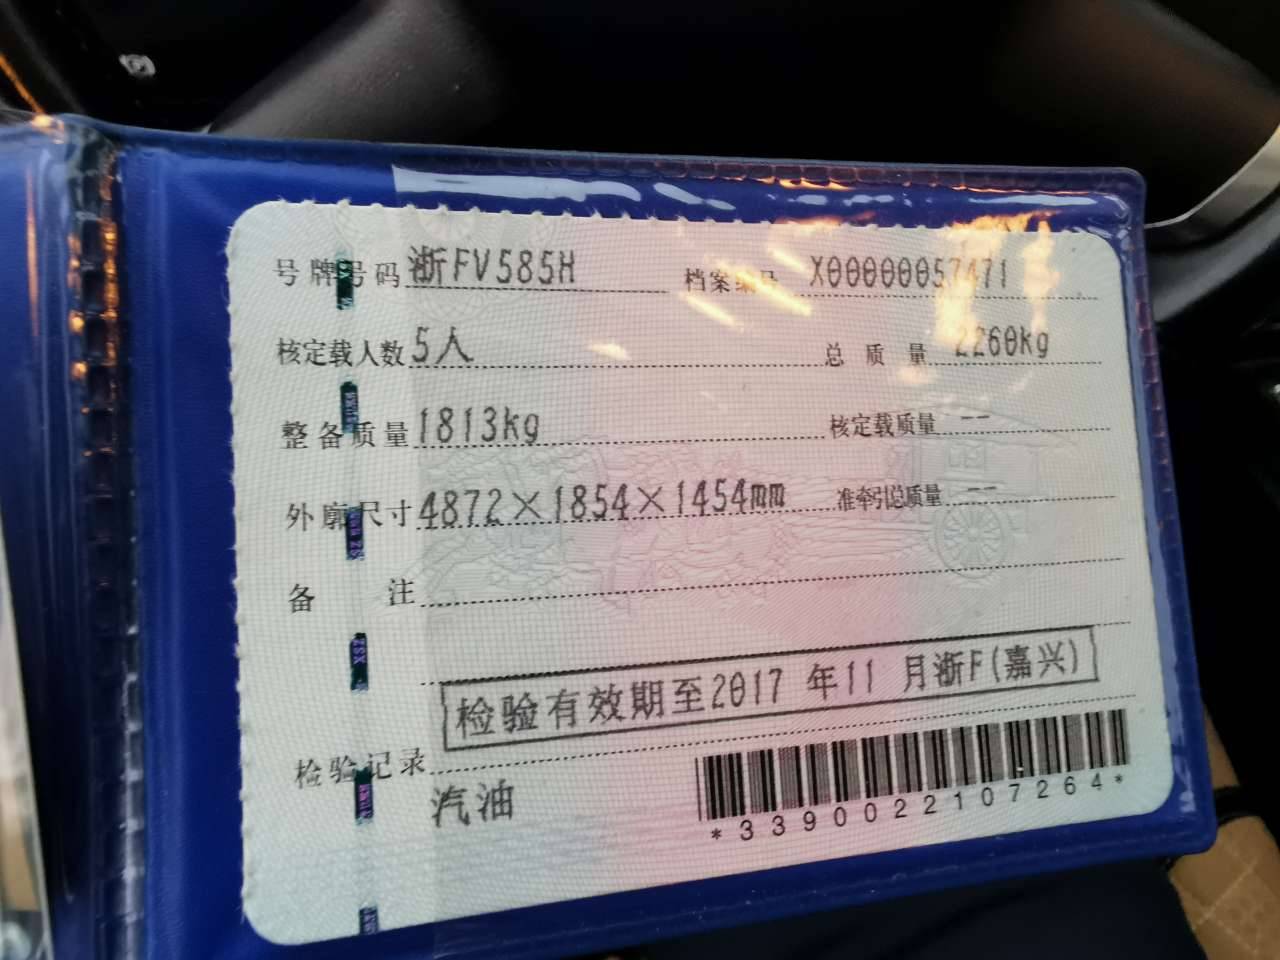 号牌号码 浙FV585H 档案编号 X00000057471
核定载人数 5人 总质量 2260kg
整备质量 1813kg 核定载质量 --
外廓尺寸 4872×1854×1454mm 准牵引总质量 --
备注
检验有效期至2017 年11 月浙F(嘉兴)
检验记录
汽油
*3390022107264*